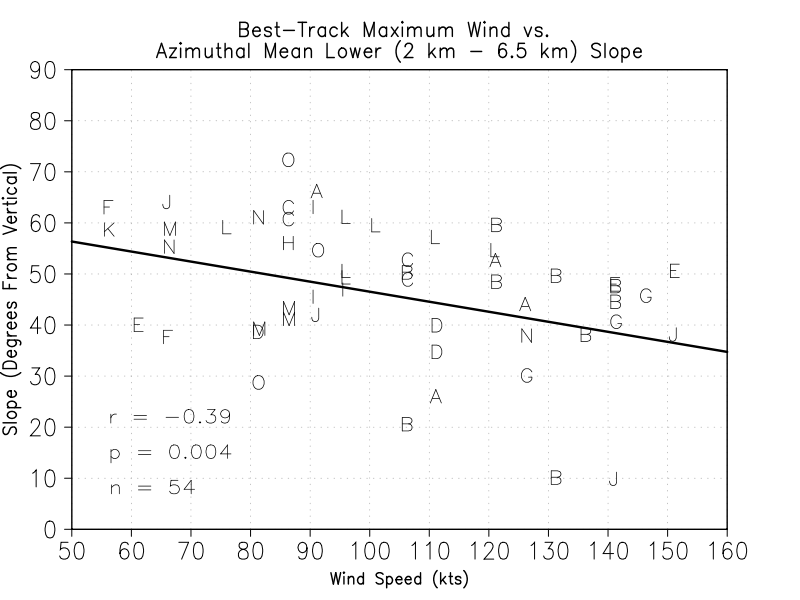 Best-Track Maximum Wind vs.
Azimuthal Mean Lower (2 km - 6.5 km) Slope
Slope (Degrees From Vertical)
90
80
70
60
50
40
30
20
10
0
O
A
F J C I
K M L N C L L B
N H O L L A
C B E
B L C B B
I I E G
E F M M J A B G
D M D N B J
O D G
A
B
B J
r = -0.39
p = 0.004
n = 54
50 60 70 80 90 100 110 120 130 140 150 160
Wind Speed (kts)